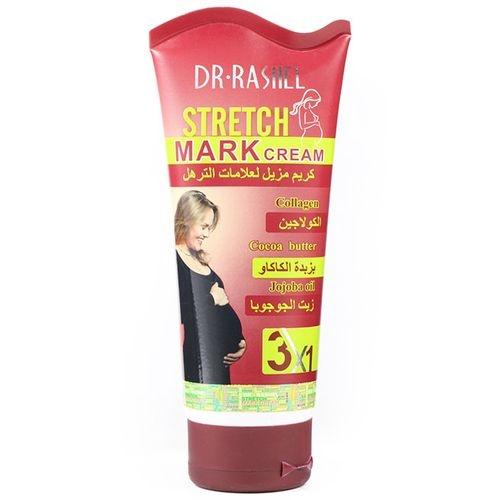 DR·RASHEL
STRETCH
MARK CREAM
كريم مزيل لعلامات الترهل
Collagen
الكولاجين
Cocoa butter
بزبدة الكاكاو
Jojoba oil
زيت الجوجوبا
3X1
STRETCH